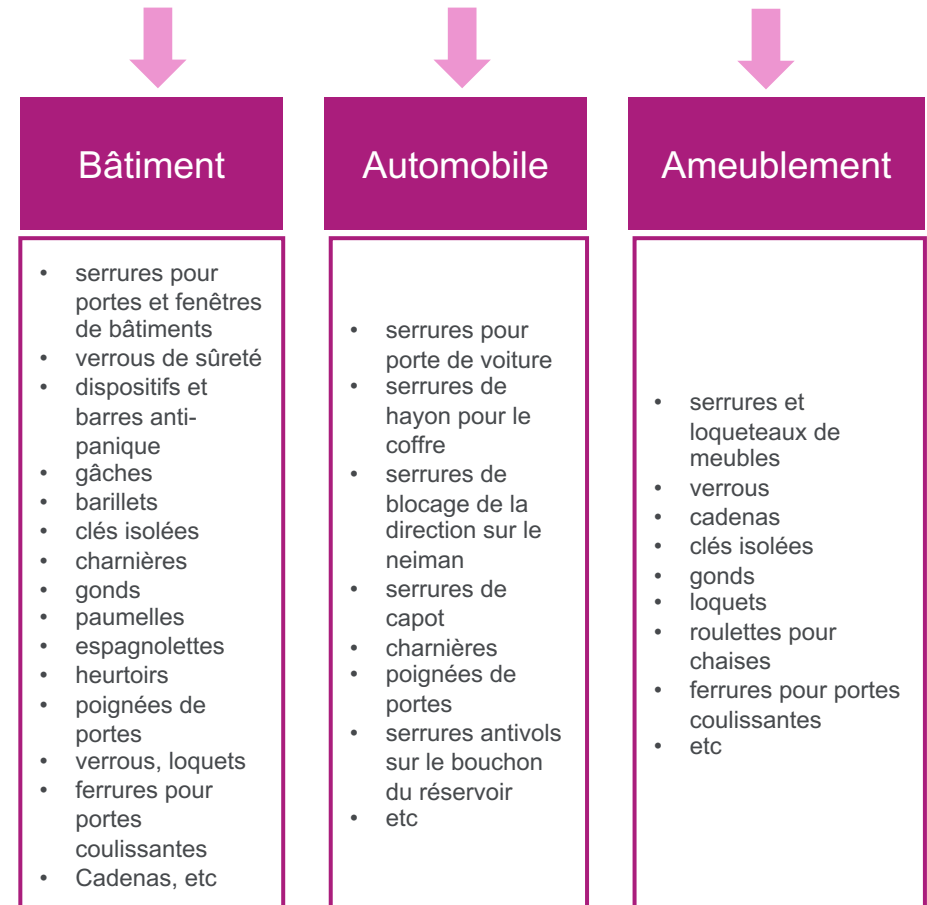 Bâtiment
• serrures pour
portes et fenêtres
de bâtiments
• verrous de sûreté
• dispositifs et
barres anti-
panique
• gâches
• barillets
• clés isolées
• charnières
• gonds
• paumelles
• espagnolettes
• heurtoirs
• poignées de
portes
• verrous, loquets
• ferrures pour
portes
coulissantes
• Cadenas, etc
Automobile
• serrures pour
porte de voiture
• serrures de
hayon pour le
coffre
• serrures de
blocage de la
direction sur le
neiman
• serrures de
capot
• charnières
• poignées de
portes
• serrures antivols
sur le bouchon
du réservoir
• etc
Ameublement
• serrures et
loqueteaux de
meubles
• verrous
• cadenas
• clés isolées
• gonds
• loquets
• roulettes pour
chaises
• ferrures pour portes
coulissantes
• etc